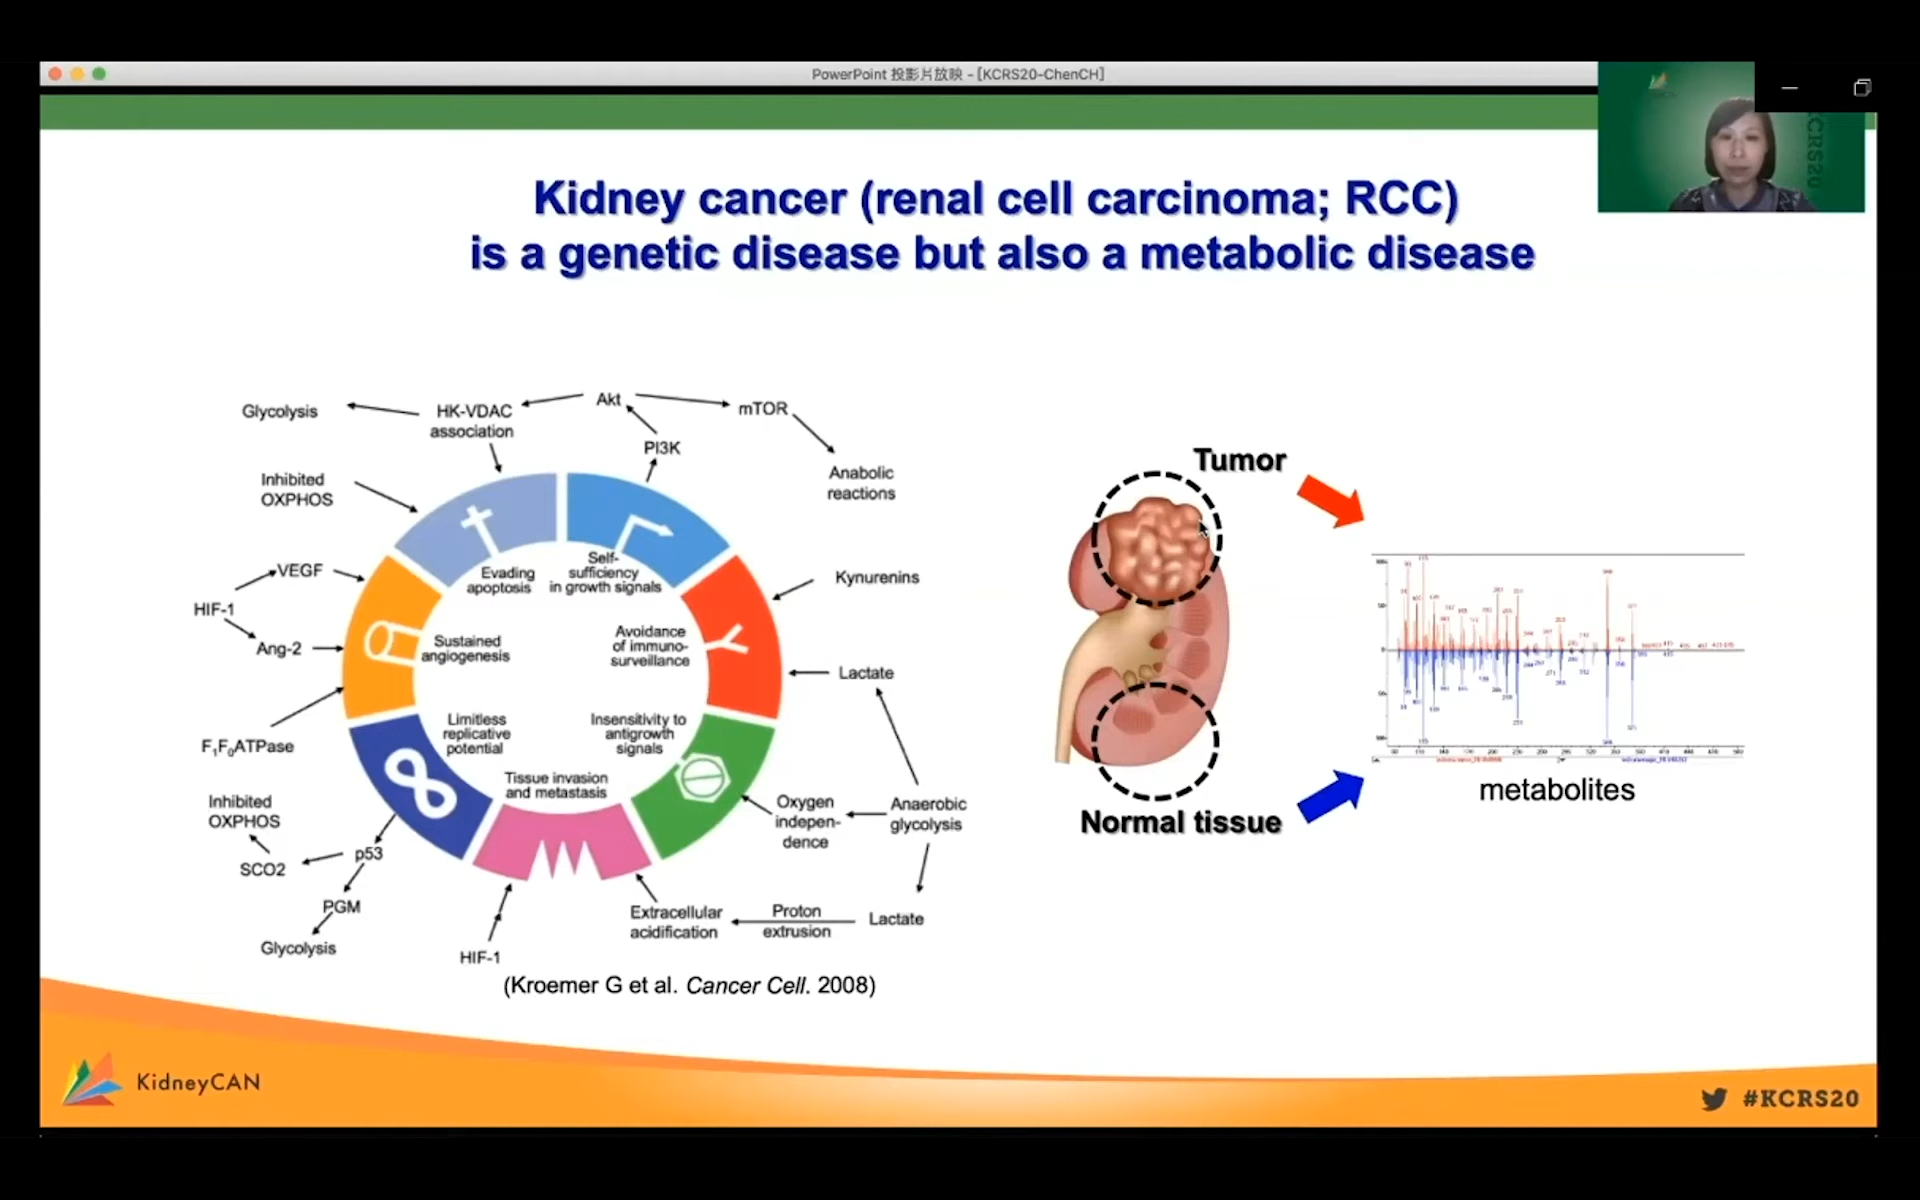 PowerPoint 投影片放映 - [KCRS20-ChenCH]
KCRS20
Kidney cancer (renal cell carcinoma; RCC)
is a genetic disease but also a metabolic disease
Glycolysis
HK-VDAC
association
Akt
mTOR
PI3K
Anabolic
reactions
Inhibited
OXPHOS
VEGF
HIF-1
Ang-2
F1F0ATPase
Inhibited
OXPHOS
SCO2
p53
PGM
Glycolysis
HIF-1
Evading
apoptosis
Self-
sufficiency
in growth signals
Sustained
angiogenesis
Avoidance
of immuno-
surveillance
Limitless
replicative
potential
Insensitivity to
antigrowth
signals
Tissue invasion
and metastasis
Kynurenins
Lactate
Oxygen
indepen-
dence
Anaerobic
glycolysis
Extracellular
acidification
Proton
extrusion
Lactate
(Kroemer G et al. Cancer Cell. 2008)
Tumor
Normal tissue
metabolites
KidneyCAN
#KCRS20